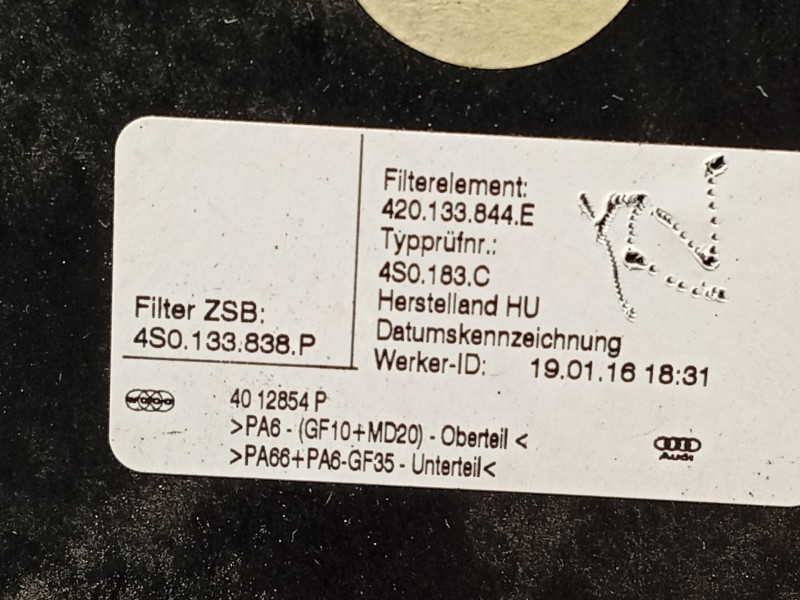 Filter ZSB:
4S0.133.838.P
Filterelement:
420.133.844.E
Typprüfnr.:
4S0.183.C
Herstelland HU
Datumskennzeichnung
Werker-ID: 19.01.16 18:31
40 12854 P
>PA6 - (GF10+MD20) - Oberteil <
>PA66+PA6-GF35 - Unterteil<
Audi